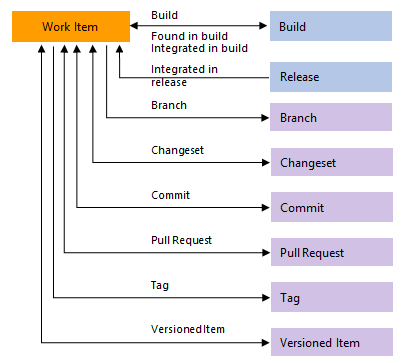 Work Item
Build
Build
Found in build
Integrated in build
Integrated in
release
Release
Branch
Branch
Changeset
Changeset
Commit
Commit
Pull Request
Pull Request
Tag
Tag
Versioned Item
Versioned Item